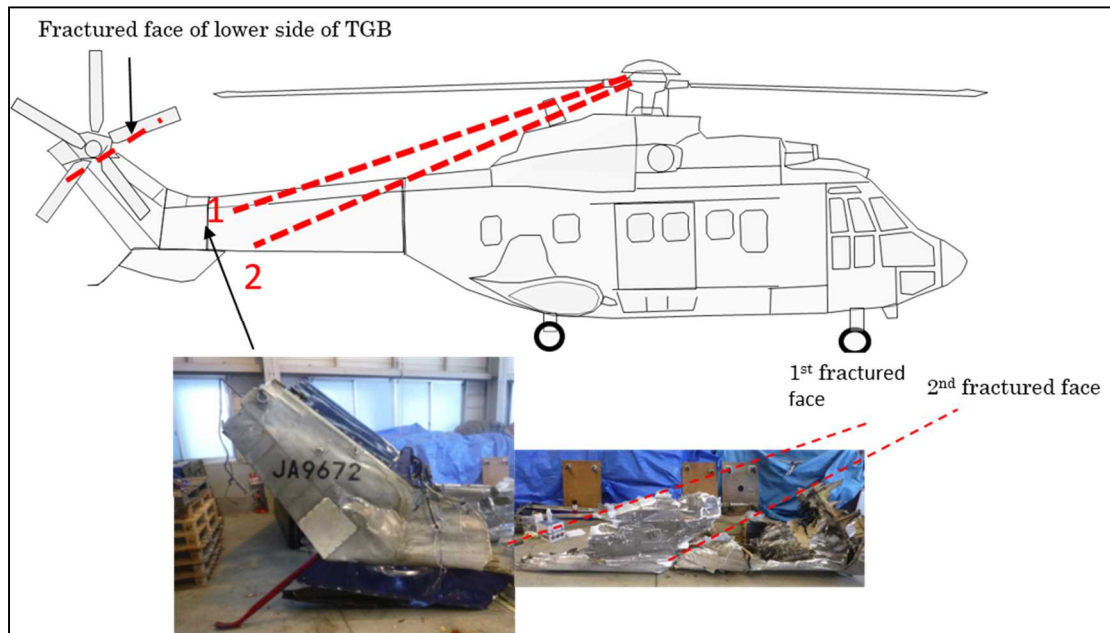 Fractured face of lower side of TGB
1
2
1st fractured
face
2nd fractured face
JA9672